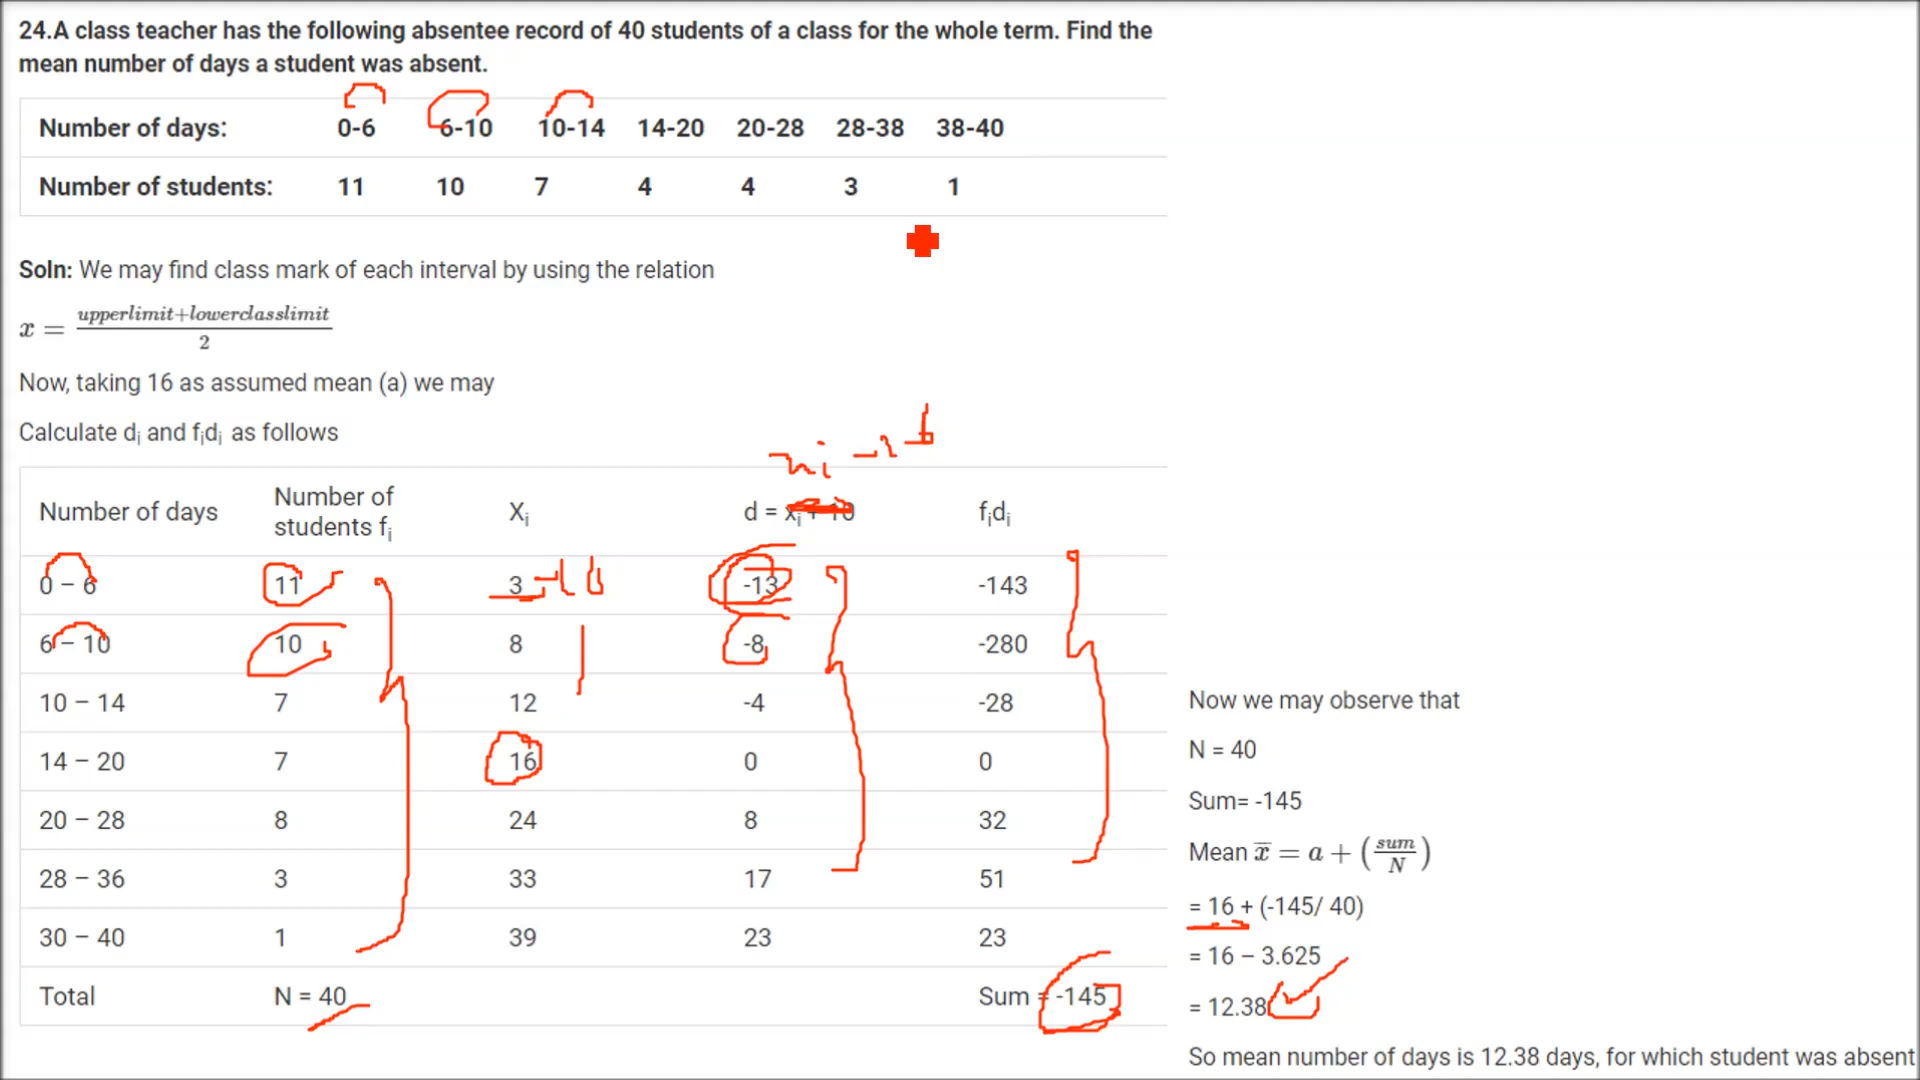 24.A class teacher has the following absentee record of 40 students of a class for the whole term. Find the
mean number of days a student was absent.
Number of days: 0-6 6-10 10-14 14-20 20-28 28-38 38-40
Number of students: 11 10 7 4 4 3 1
Soln: We may find class mark of each interval by using the relation
x = upperlimit+lowerclasslimit / 2
Now, taking 16 as assumed mean (a) we may
Calculate dᵢ and fᵢdᵢ as follows
xi - 16
Number of days Number of students fᵢ Xᵢ d = xᵢ + 10 fᵢdᵢ
0 – 6 11 3 -16 -13 -143
6 – 10 10 8 -8 -280
10 – 14 7 12 -4 -28
14 – 20 7 16 0 0
20 – 28 8 24 8 32
28 – 36 3 33 17 51
30 – 40 1 39 23 23
Total N = 40 Sum = -145
Now we may observe that
N = 40
Sum= -145
Mean x̅ = a + (sum/N)
= 16 + (-145/ 40)
= 16 – 3.625
= 12.38
So mean number of days is 12.38 days, for which student was absent